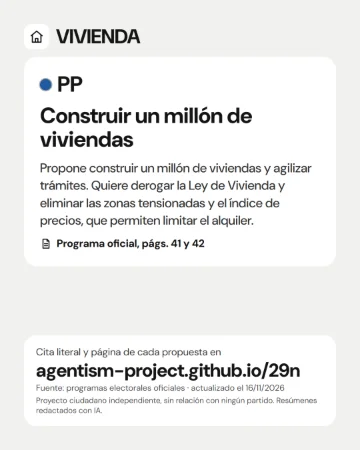 VIVIENDA
PP
Construir un millón de
viviendas
Propone construir un millón de viviendas y agilizar
trámites. Quiere derogar la Ley de Vivienda y
eliminar las zonas tensionadas y el índice de
precios, que permiten limitar el alquiler.
Programa oficial, págs. 41 y 42
Cita literal y página de cada propuesta en
agentism-project.github.io/29n
Fuente: programas electorales oficiales · actualizado el 16/11/2026
Proyecto ciudadano independiente, sin relación con ningún partido. Resúmenes
redactados con IA.